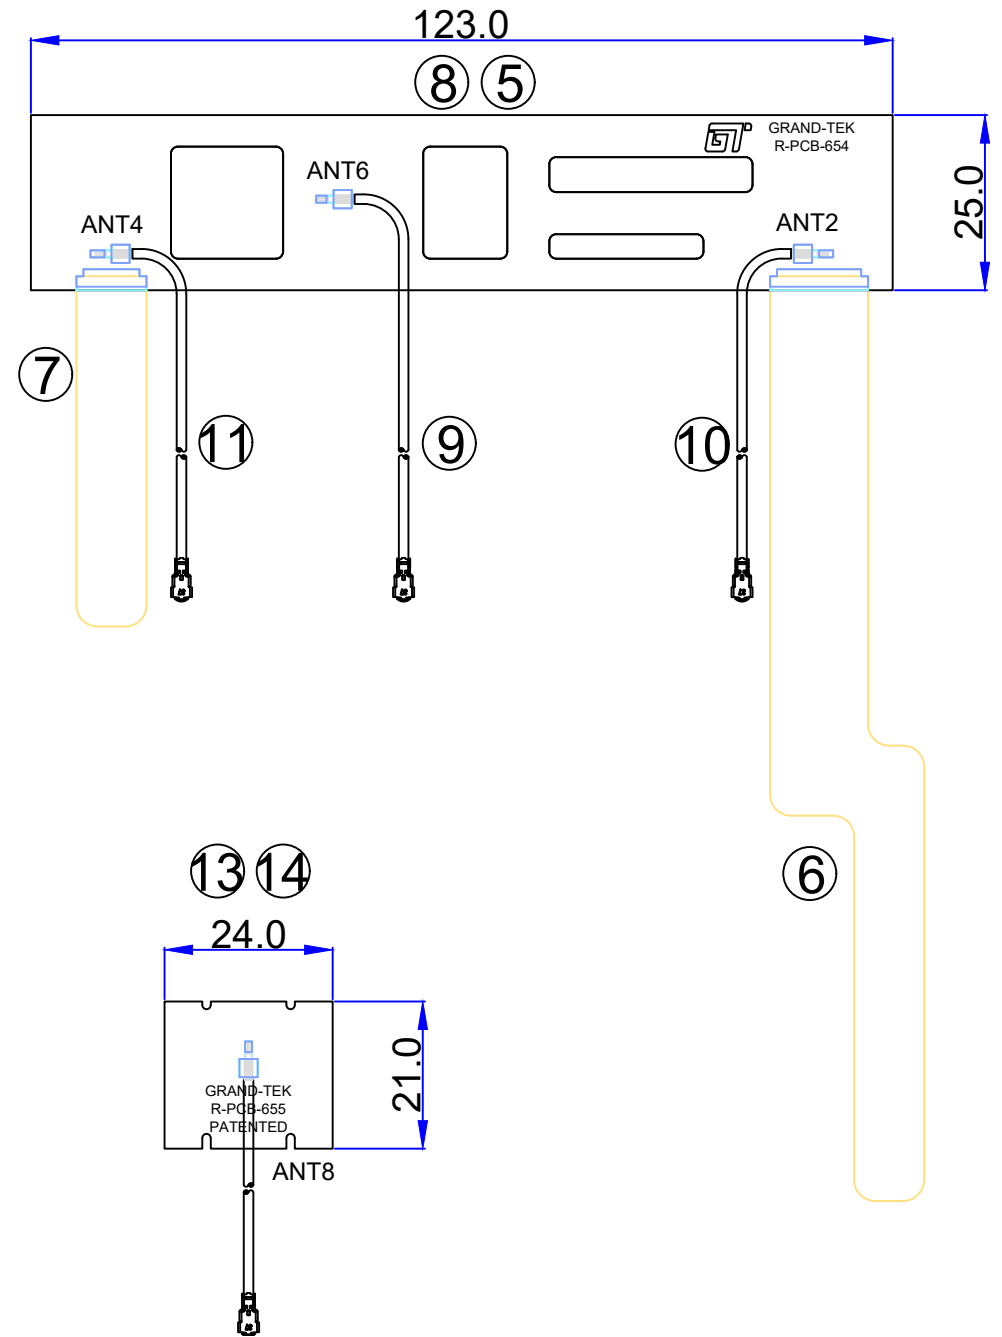 123.0
8 5
GRAND-TEK
R-PCB-654
ANT6
ANT4
ANT2
25.0
7
11
9
10
13 14
6
24.0
21.0
GRAND-TEK
R-PCB-655
PATENTED
ANT8